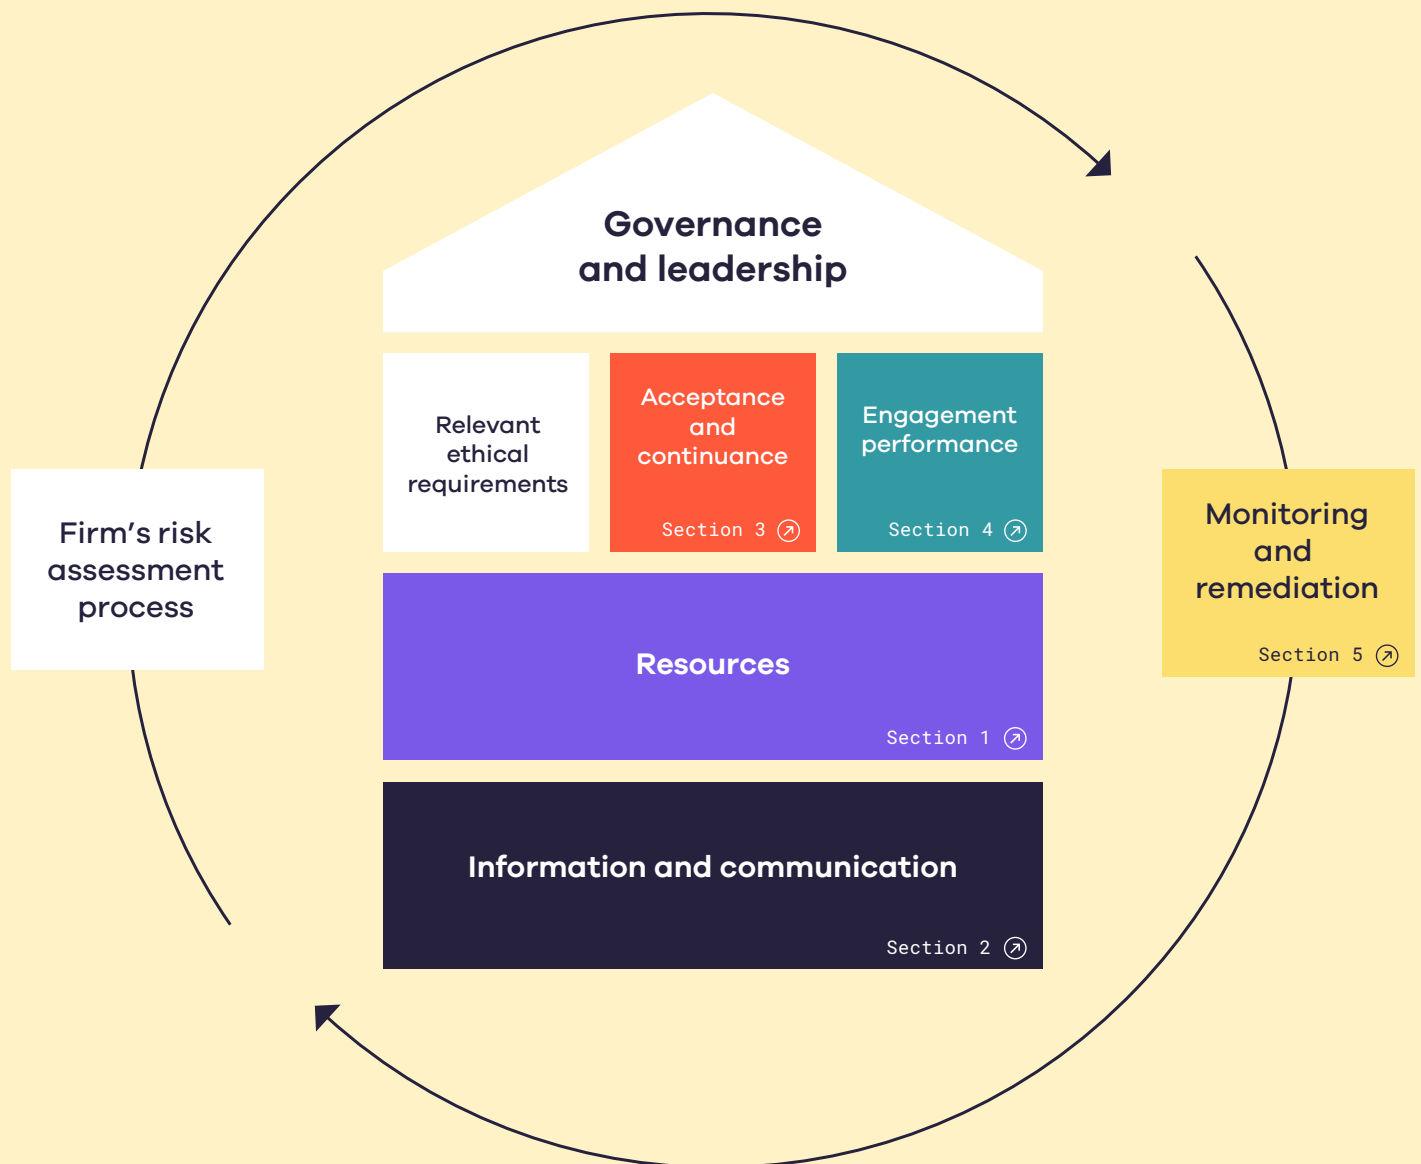 Governance
and leadership
Relevant
ethical
requirements
Acceptance
and
continuance
Section 3
Engagement
performance
Section 4
Firm's risk
assessment
process
Monitoring
and
remediation
Section 5
Resources
Section 1
Information and communication
Section 2